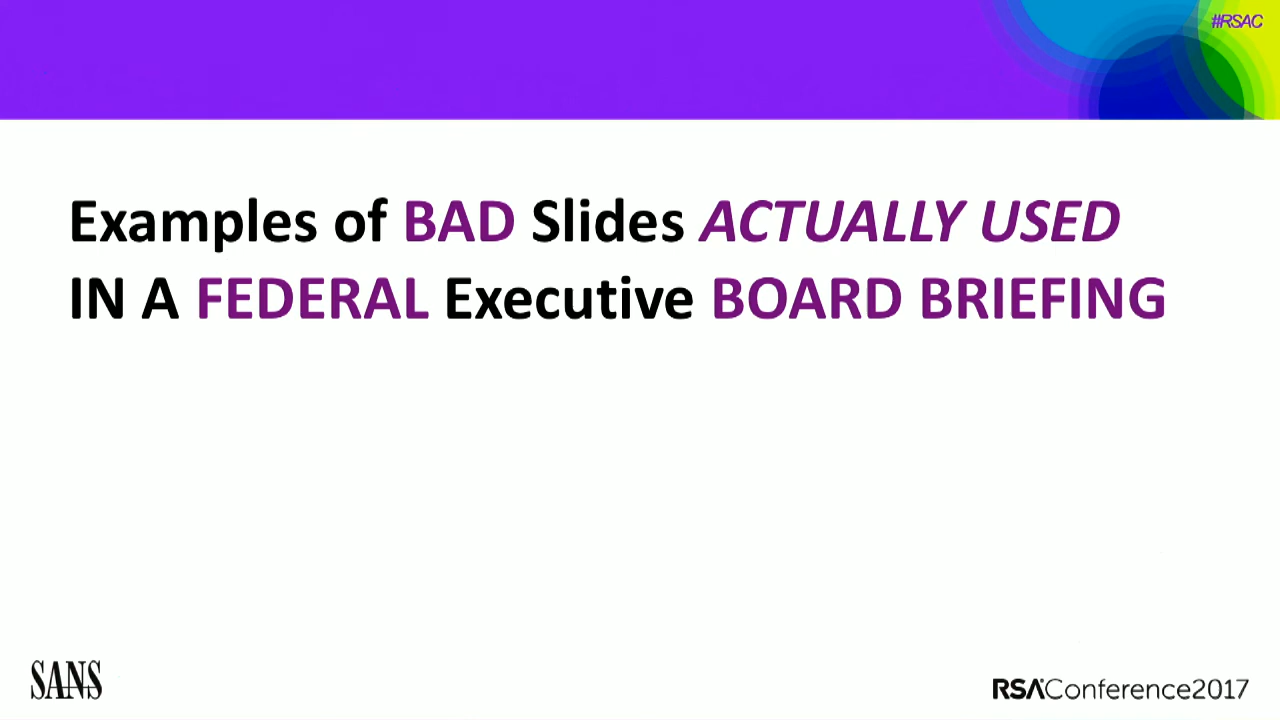 #RSAC
Examples of BAD Slides ACTUALLY USED
IN A FEDERAL Executive BOARD BRIEFING
SANS
RSAConference2017